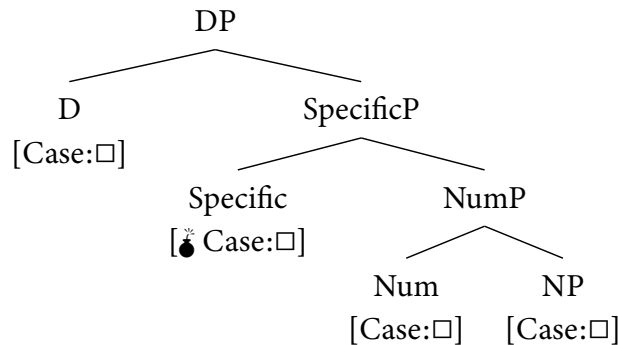 DP
D SpecificP
[Case:□]
Specific NumP
[💣Case:□]
Num NP
[Case:□] [Case:□]